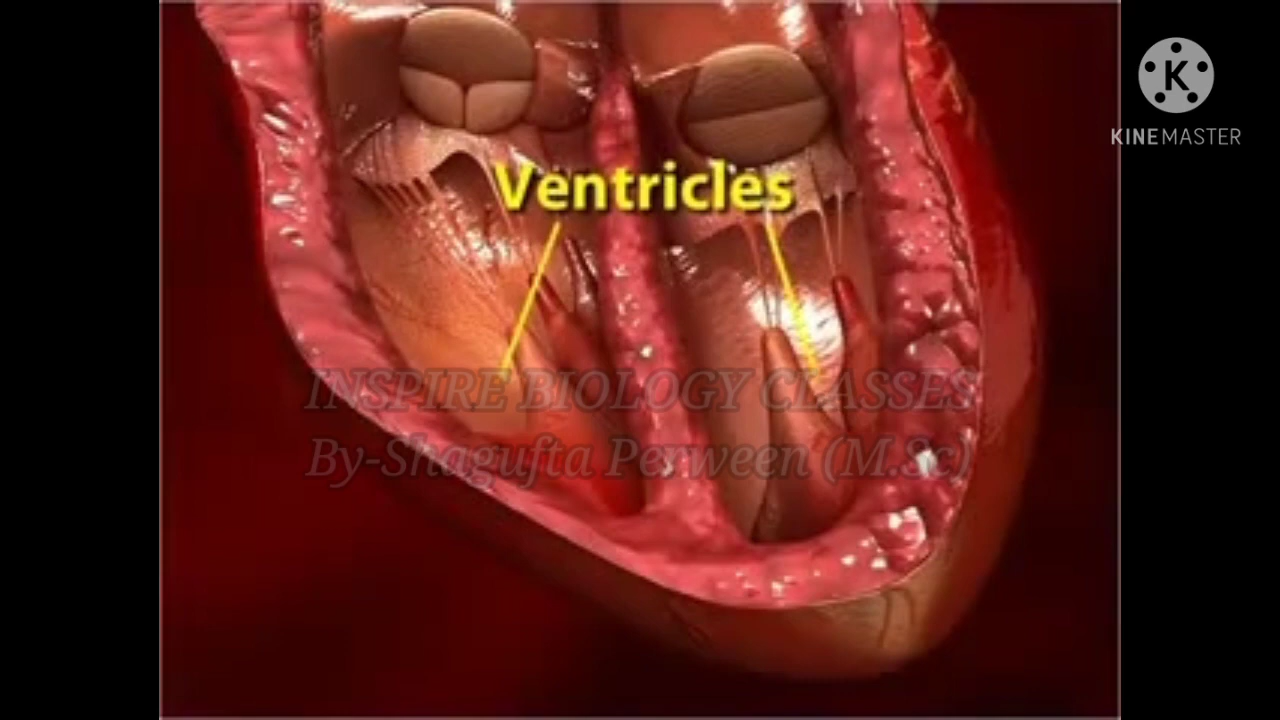 KINEMASTER
Ventricles
INSPIRE BIOLOGY CLASSES
By-Shagufta Perween (M.Sc)